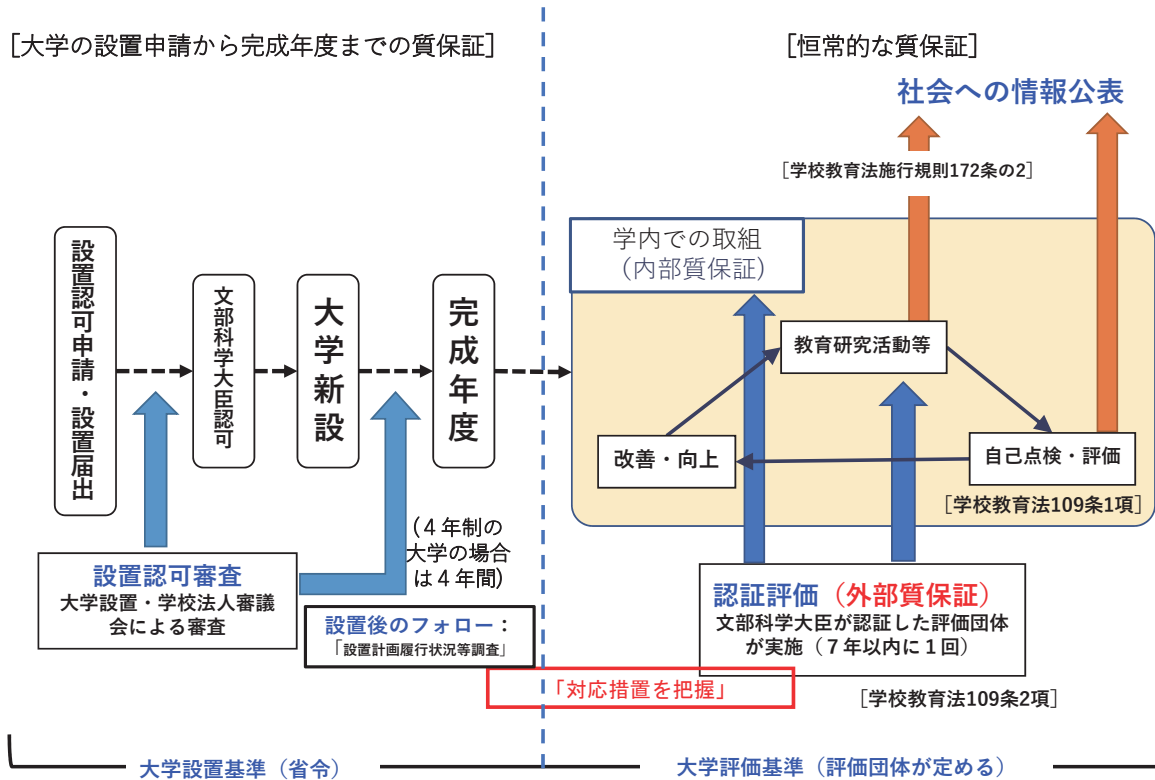 [大学の設置申請から完成年度までの質保証]
[恒常的な質保証]
社会への情報公表
[学校教育法施行規則172条の2]
設置認可申請・設置届出
文部科学大臣認可
大学新設
完成年度
学内での取組
（内部質保証）
教育研究活動等
改善・向上
自己点検・評価
[学校教育法109条1項]
(４年制の
大学の場合
は４年間)
設置認可審査
大学設置・学校法人審議
会による審査
設置後のフォロー：
「設置計画履行状況等調査」
認証評価（外部質保証）
文部科学大臣が認証した評価団体
が実施（７年以内に１回）
「対応措置を把握」
[学校教育法109条2項]
大学設置基準（省令）
大学評価基準（評価団体が定める）